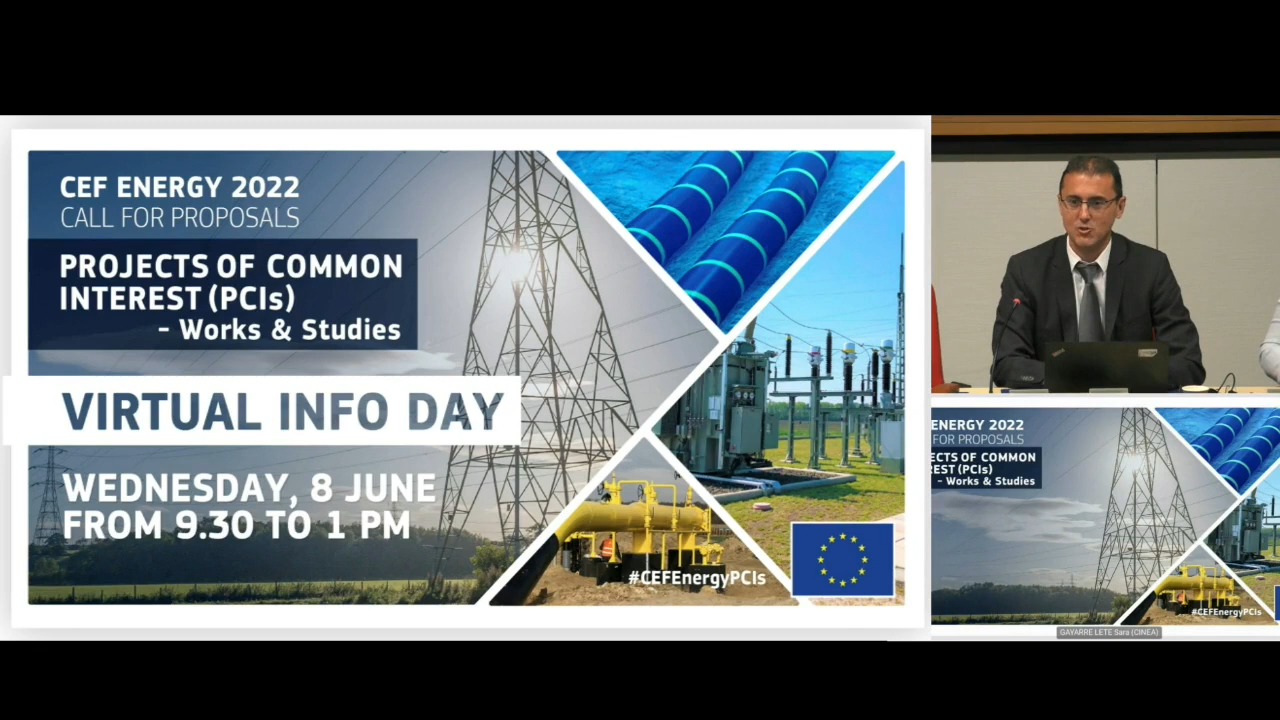 CEF ENERGY 2022
CALL FOR PROPOSALS
PROJECTS OF COMMON
INTEREST (PCIs)
- Works & Studies
VIRTUAL INFO DAY
WEDNESDAY, 8 JUNE
FROM 9.30 TO 1 PM
#CEFEnergyPCIs
ENERGY 2022
FOR PROPOSALS
ECTS OF COMMON
REST (PCIs)
- Works & Studies
#CEFEnergyPCIs
GAYARRE LETE Sara (CINEA)